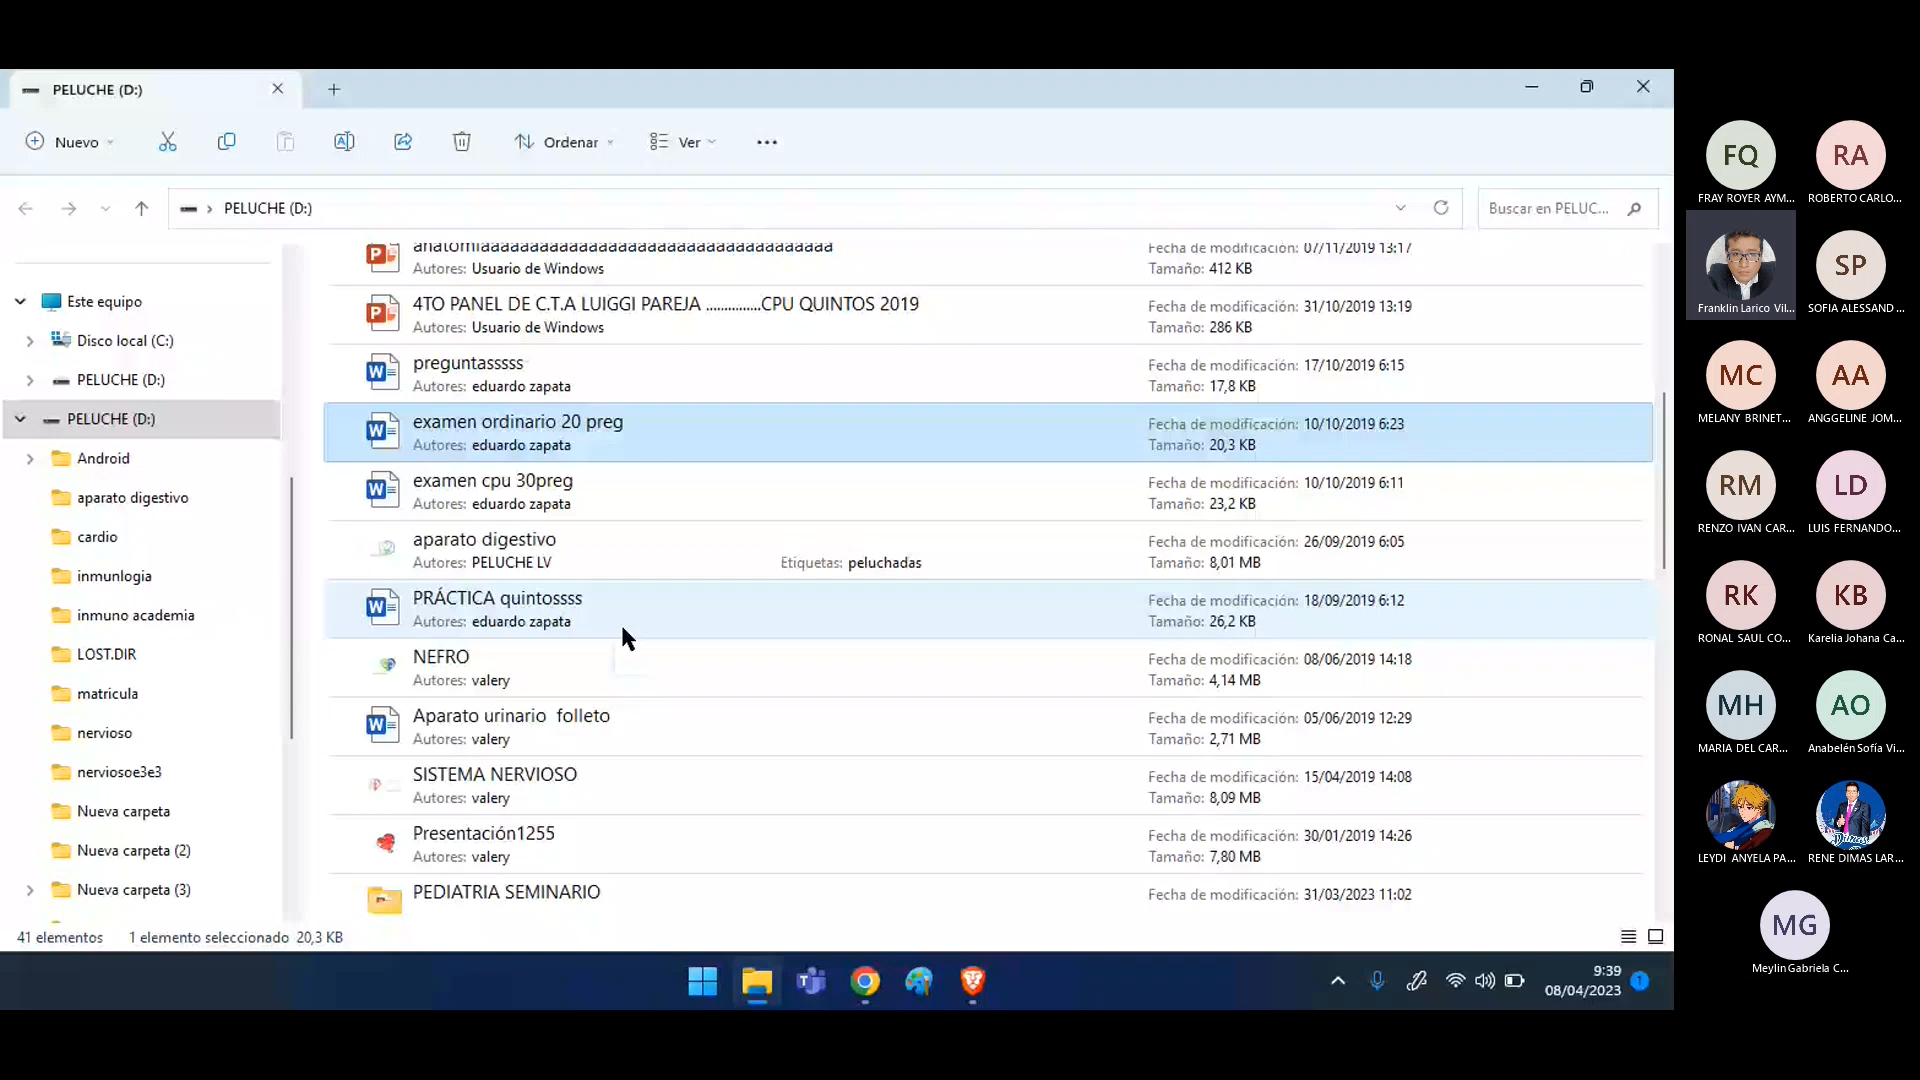 PELUCHE (D:)
Nuevo
Ordenar
Ver
PELUCHE (D:)
Buscar en PELUC...
Este equipo
Disco local (C:)
PELUCHE (D:)
PELUCHE (D:)
Android
aparato digestivo
cardio
inmunlogia
inmuno academia
LOST.DIR
matricula
nervioso
nerviosoe3e3
Nueva carpeta
Nueva carpeta (2)
Nueva carpeta (3)
Fecha de modificación: 07/11/2019 13:17
Autores: Usuario de Windows
Tamaño: 412 KB
4TO PANEL DE C.T.A LUIGGI PAREJA ..............CPU QUINTOS 2019
Fecha de modificación: 31/10/2019 13:19
Autores: Usuario de Windows
Tamaño: 286 KB
preguntasssss
Fecha de modificación: 17/10/2019 6:15
Autores: eduardo zapata
Tamaño: 17,8 KB
examen ordinario 20 preg
Fecha de modificación: 10/10/2019 6:23
Autores: eduardo zapata
Tamaño: 20,3 KB
examen cpu 30preg
Fecha de modificación: 10/10/2019 6:11
Autores: eduardo zapata
Tamaño: 23,2 KB
aparato digestivo
Fecha de modificación: 26/09/2019 6:05
Autores: PELUCHE LV
Etiquetas: peluchadas
Tamaño: 8,01 MB
PRÁCTICA quintossss
Fecha de modificación: 18/09/2019 6:12
Autores: eduardo zapata
Tamaño: 26,2 KB
NEFRO
Fecha de modificación: 08/06/2019 14:18
Autores: valery
Tamaño: 4,14 MB
Aparato urinario  folleto
Fecha de modificación: 05/06/2019 12:29
Autores: valery
Tamaño: 2,71 MB
SISTEMA NERVIOSO
Fecha de modificación: 15/04/2019 14:08
Autores: valery
Tamaño: 8,09 MB
Presentación1255
Fecha de modificación: 30/01/2019 14:26
Autores: valery
Tamaño: 7,80 MB
PEDIATRIA SEMINARIO
Fecha de modificación: 31/03/2023 11:02
41 elementos
1 elemento seleccionado 20,3 KB
9:39
08/04/2023
1
FQ
FRAY ROYER AYM...
RA
ROBERTO CARLO...
Franklin Larico Vil...
SP
SOFIA ALESSAND...
MC
MELANY BRINET...
AA
ANGGELINE JOM...
RM
RENZO IVAN CAR...
LD
LUIS FERNANDO...
RK
RONAL SAUL CO...
KB
Karelia Johana Ca...
MH
MARIA DEL CAR...
AO
Anabelén Sofía Vi...
LEYDI ANYELA PA...
Dimas
RENE DIMAS LAR...
MG
Meylin Gabriela C...